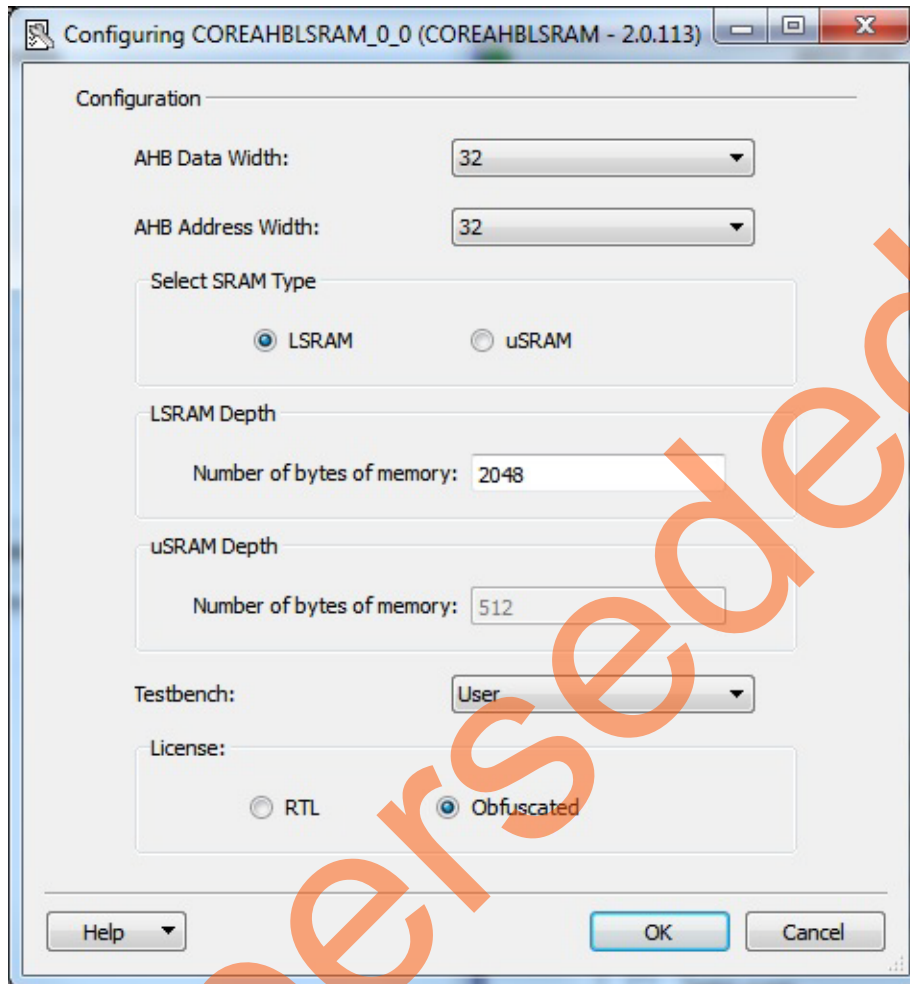 Configuring COREAHBLSRAM_0_0 (COREAHBLSRAM - 2.0.113)
Configuration
AHB Data Width: 32
AHB Address Width: 32
Select SRAM Type
LSRAM uSRAM
LSRAM Depth
Number of bytes of memory: 2048
uSRAM Depth
Number of bytes of memory: 512
Testbench: User
License:
RTL Obfuscated
Help OK Cancel
erseded